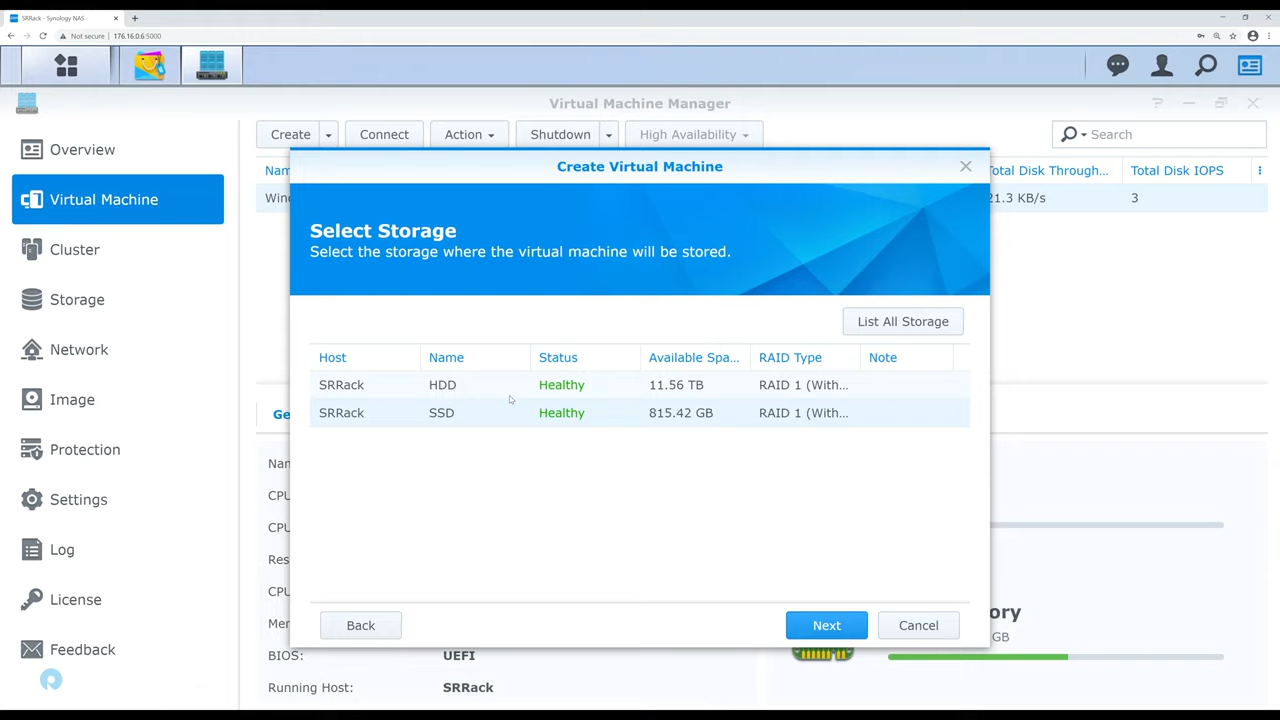 SRRack - Synology NAS
Not secure 176.16.0.6:5000
Virtual Machine Manager
Overview
Virtual Machine
Cluster
Storage
Network
Image
Protection
Settings
Log
License
Feedback
Create
Connect
Action
Shutdown
High Availability
Search
Total Disk Through...
Total Disk IOPS
21.3 KB/s
3
Create Virtual Machine
Select Storage
Select the storage where the virtual machine will be stored.
List All Storage
Host Name Status Available Spa... RAID Type Note
SRRack HDD Healthy 11.56 TB RAID 1 (With...
SRRack SSD Healthy 815.42 GB RAID 1 (With...
Back
Next
Cancel
BIOS: UEFI
Running Host: SRRack
GB